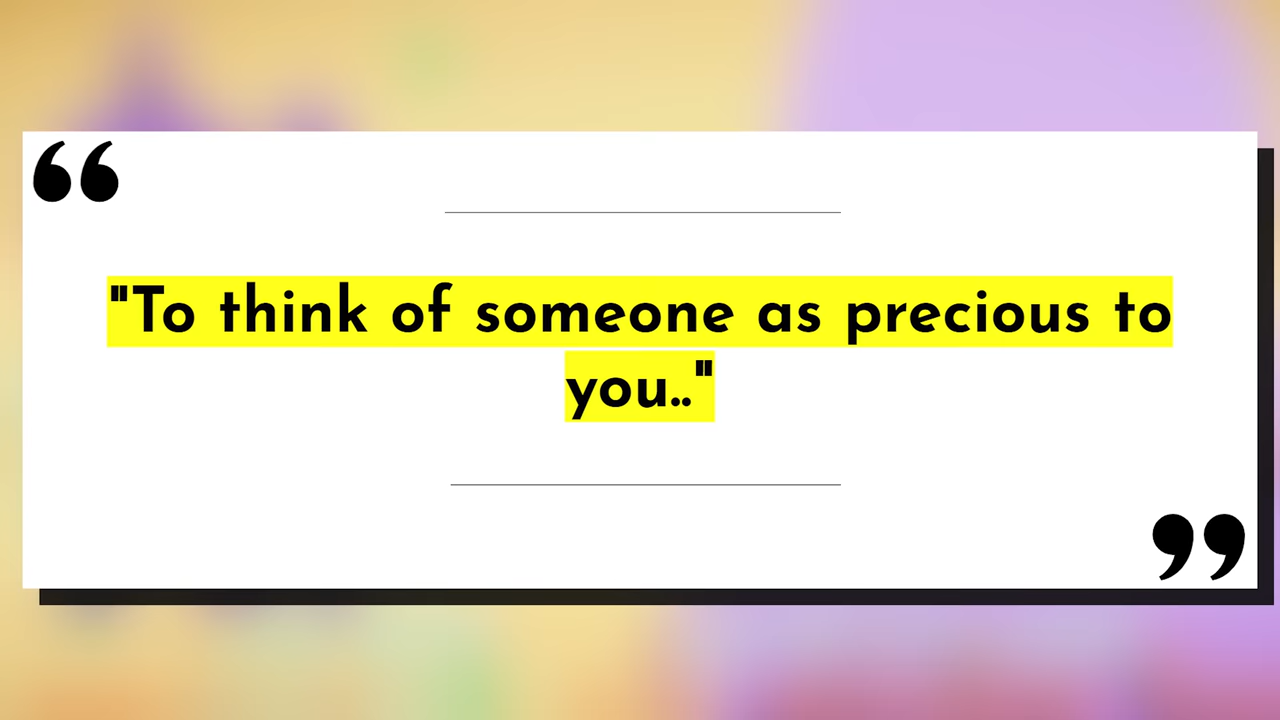 “
"To think of someone as precious to
you.."
”